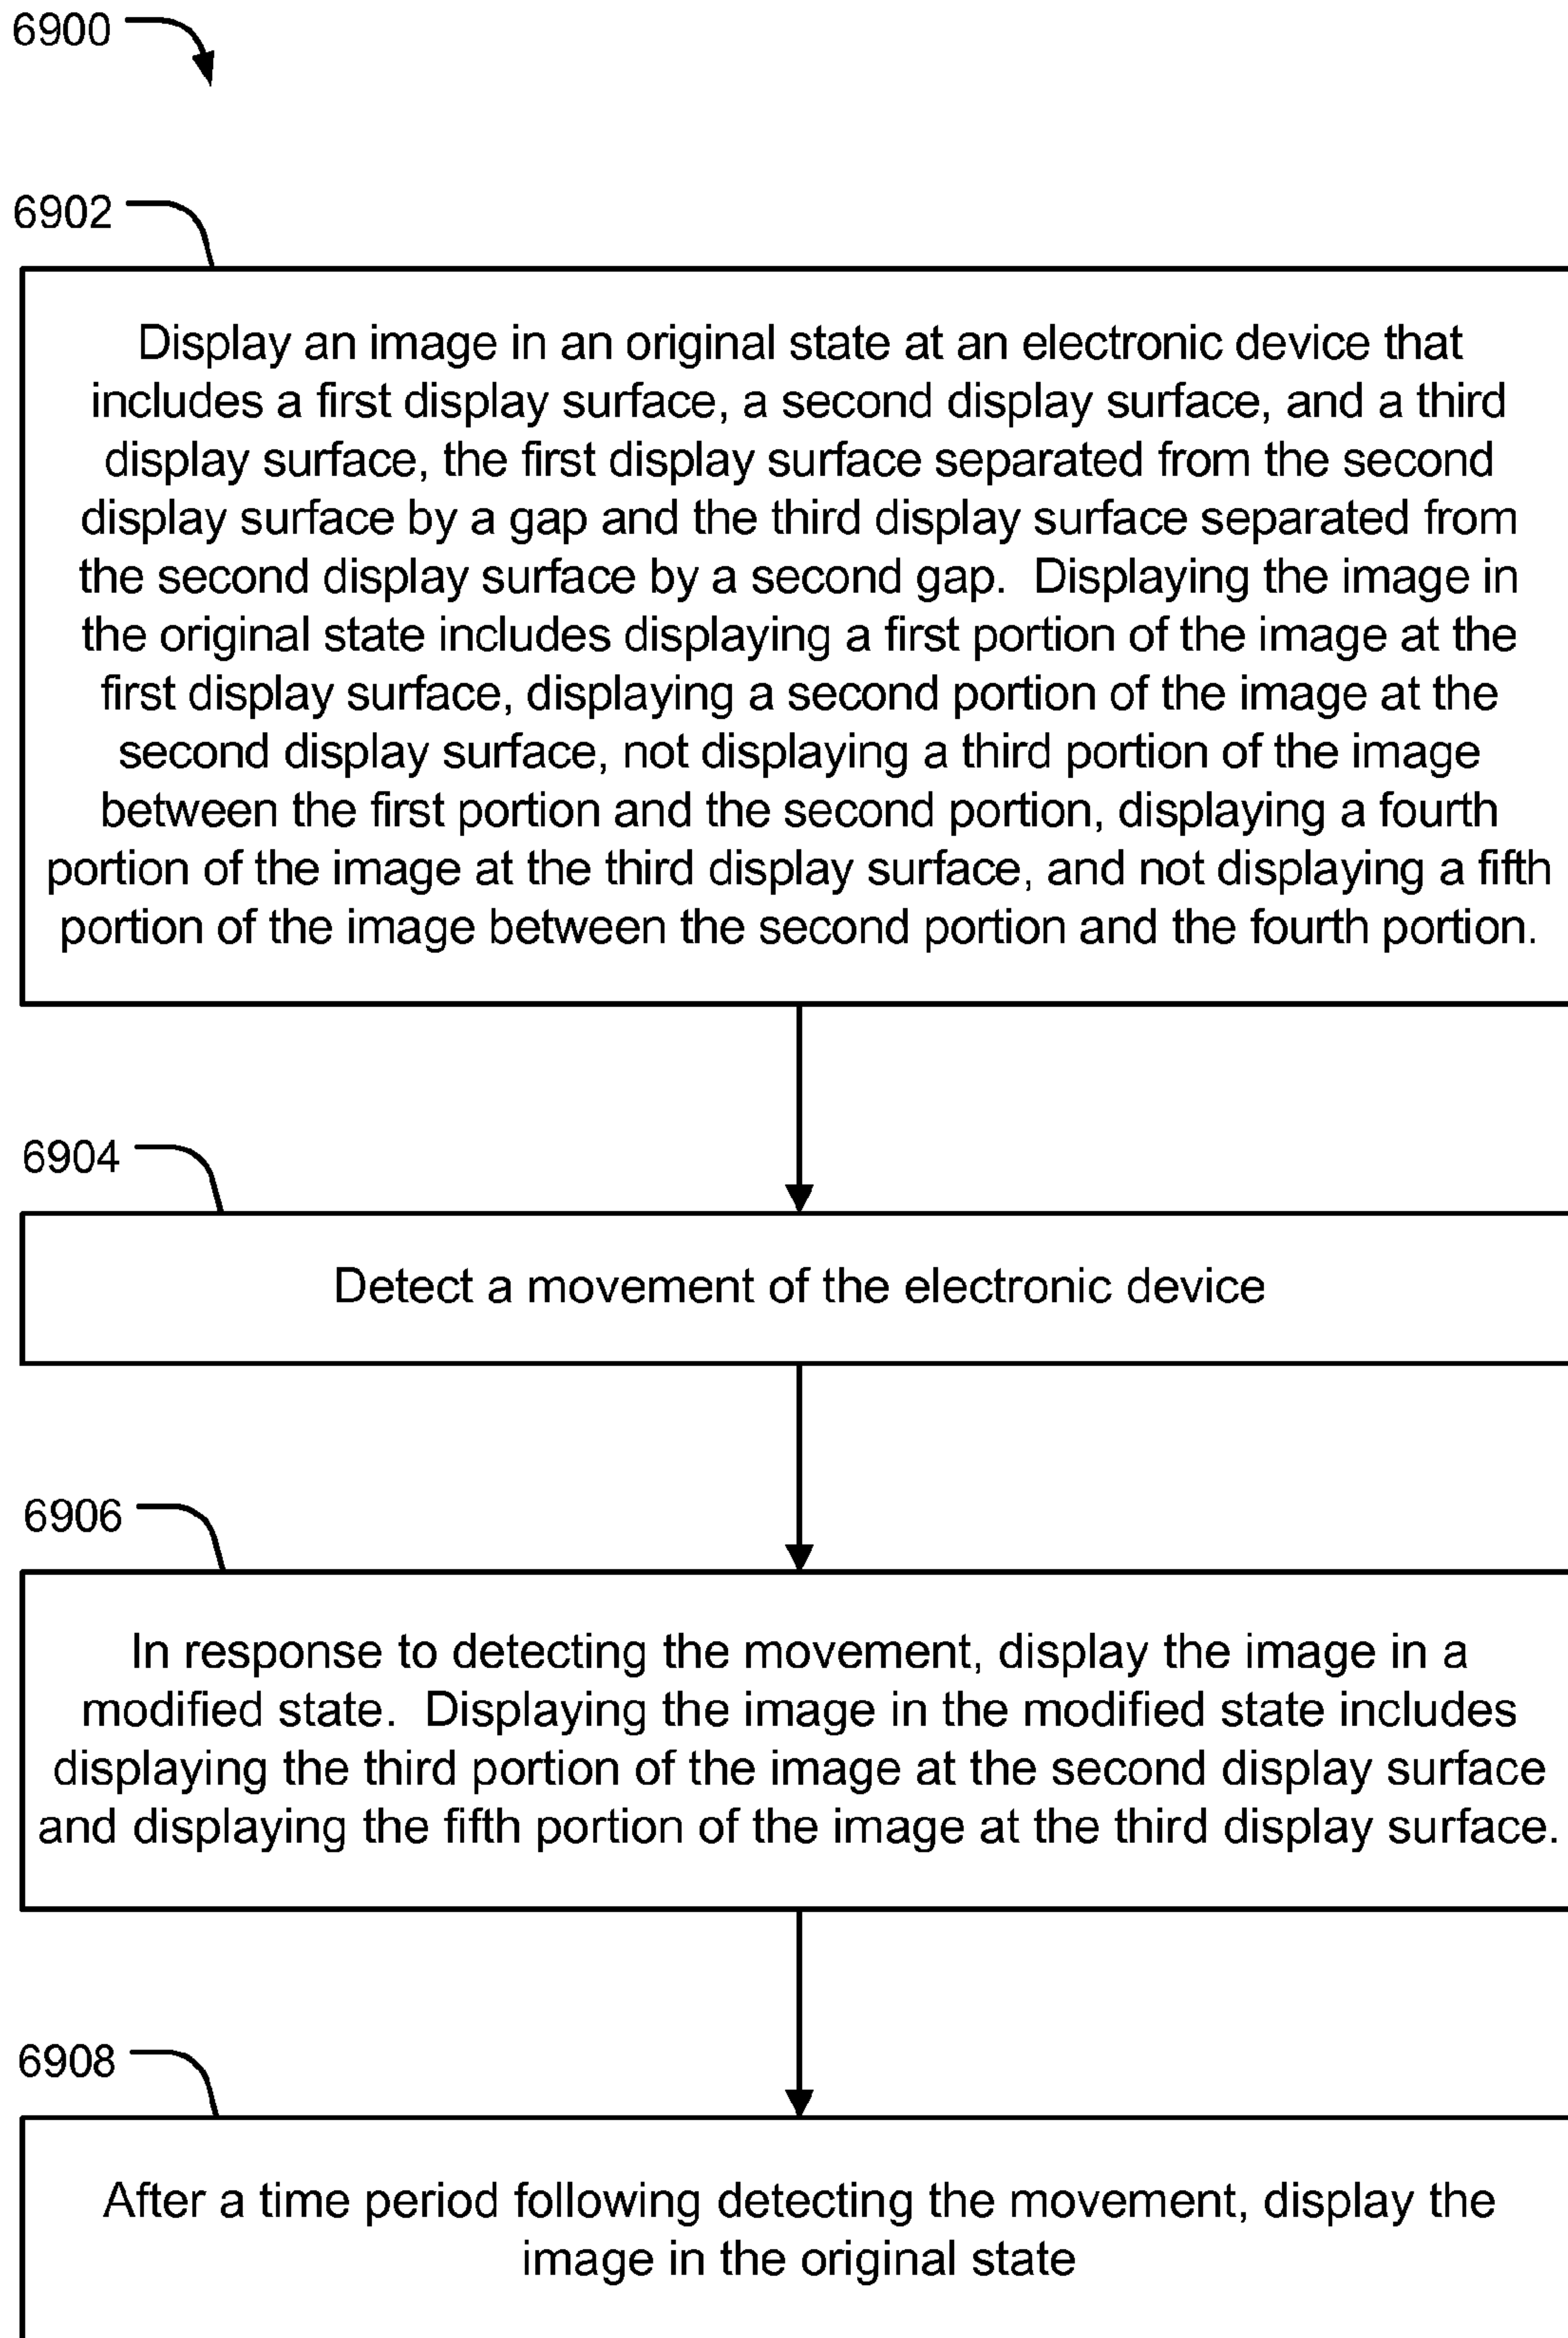 6900
6902
Display an image in an original state at an electronic device that
includes a first display surface, a second display surface, and a third
display surface, the first display surface separated from the second
display surface by a gap and the third display surface separated from
the second display surface by a second gap.  Displaying the image in
the original state includes displaying a first portion of the image at the
first display surface, displaying a second portion of the image at the
second display surface, not displaying a third portion of the image
between the first portion and the second portion, displaying a fourth
portion of the image at the third display surface, and not displaying a fifth
portion of the image between the second portion and the fourth portion.
6904
Detect a movement of the electronic device
6906
In response to detecting the movement, display the image in a
modified state.  Displaying the image in the modified state includes
displaying the third portion of the image at the second display surface
and displaying the fifth portion of the image at the third display surface.
6908
After a time period following detecting the movement, display the
image in the original state